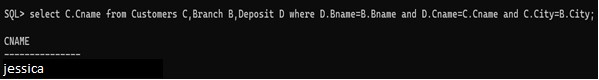 SQL> select C.Cname from Customers C,Branch B,Deposit D where D.Bname=B.Bname and D.Cname=C.Cname and C.City=B.City;
CNAME
---------------
jessica